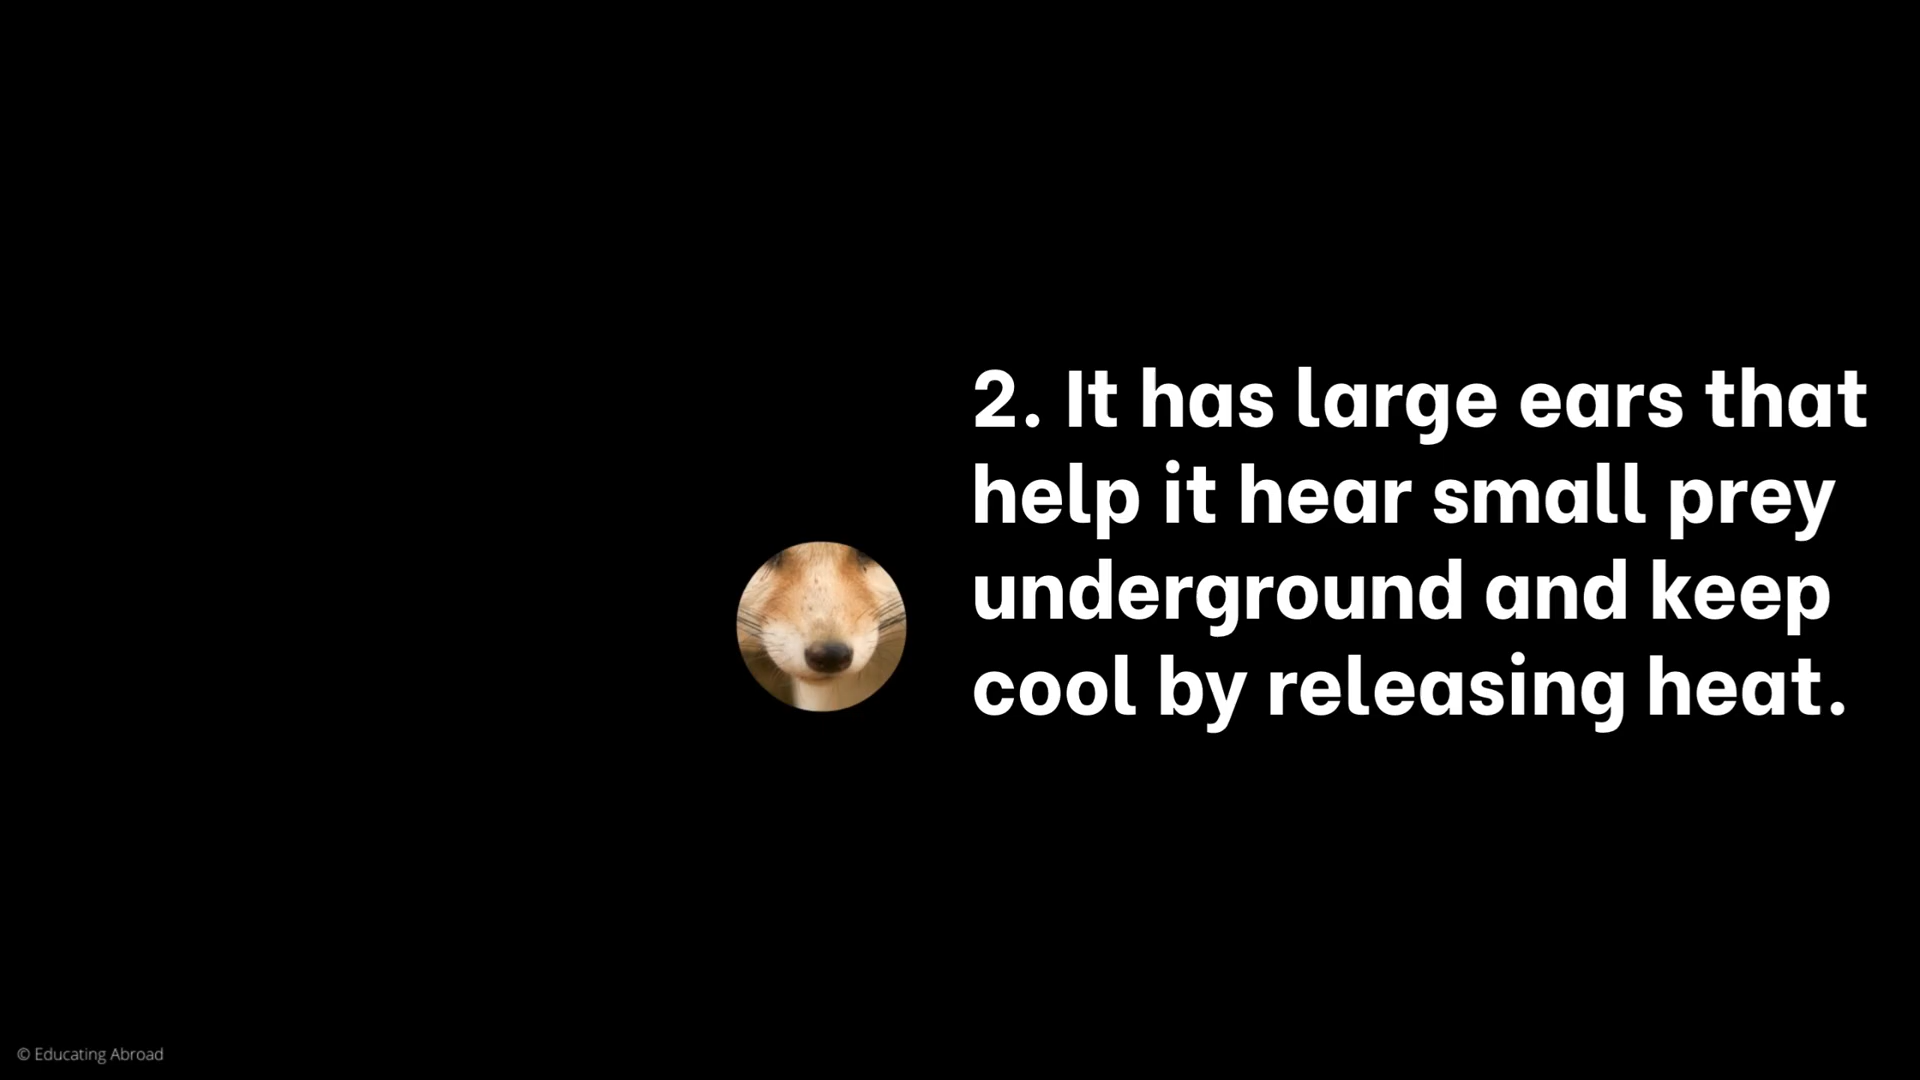 2. It has large ears that
help it hear small prey
underground and keep
cool by releasing heat.
© Educating Abroad